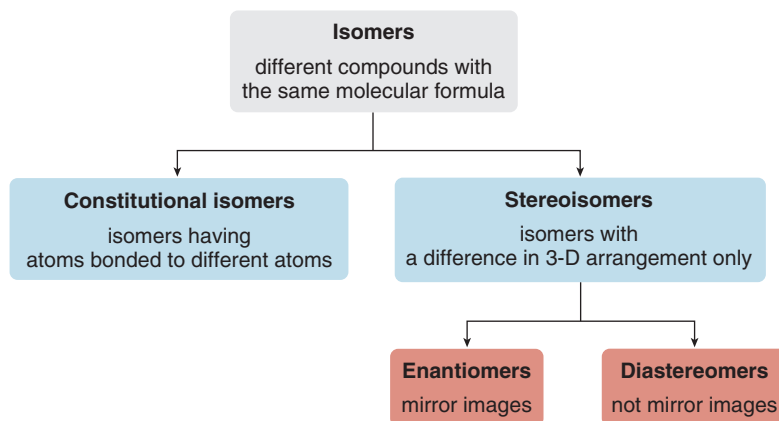 Isomers
different compounds with
the same molecular formula
Constitutional isomers
isomers having
atoms bonded to different atoms
Stereoisomers
isomers with
a difference in 3-D arrangement only
Enantiomers
mirror images
Diastereomers
not mirror images